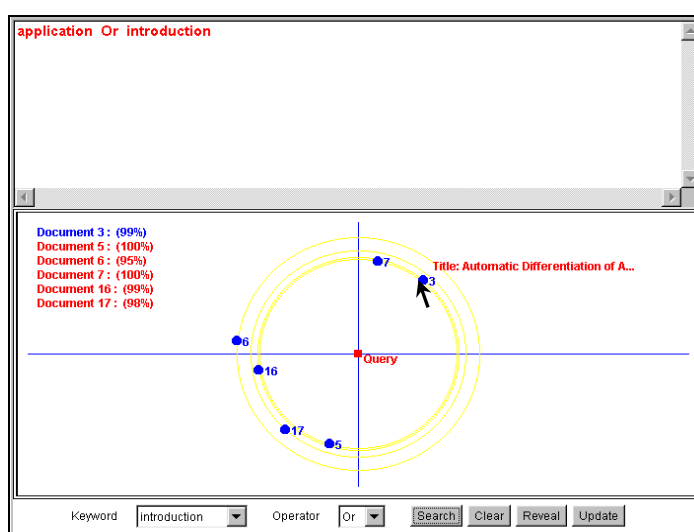 application Or introduction
Document 3 : (99%)
Document 5 : (100%)
Document 6 : (95%)
Document 7 : (100%)
Document 16 : (99%)
Document 17 : (98%)
7
Title: Automatic Differentiation of A...
3
6
Query
16
17
5
Keyword introduction Operator Or Search Clear Reveal Update